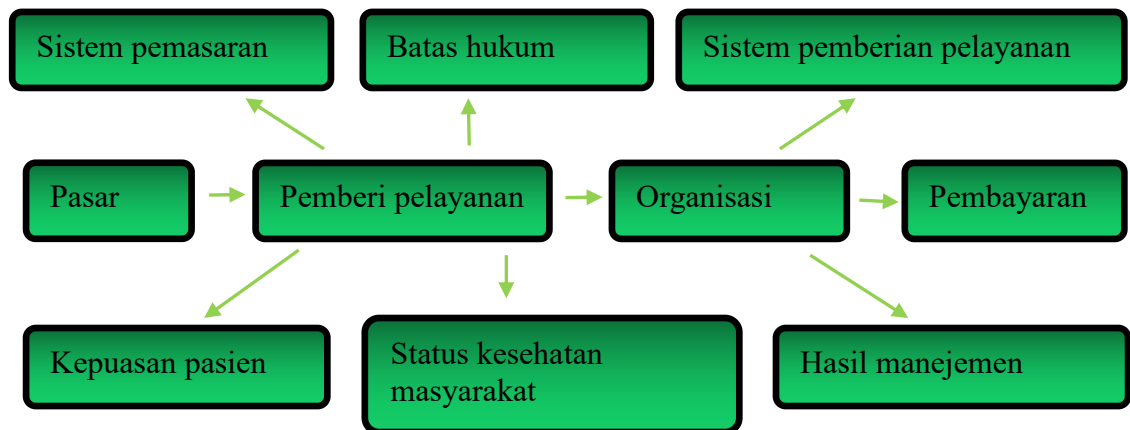 Sistem pemasaran
Batas hukum
Sistem pemberian pelayanan
Pasar
Pemberi pelayanan
Organisasi
Pembayaran
Kepuasan pasien
Status kesehatan
masyarakat
Hasil manejemen